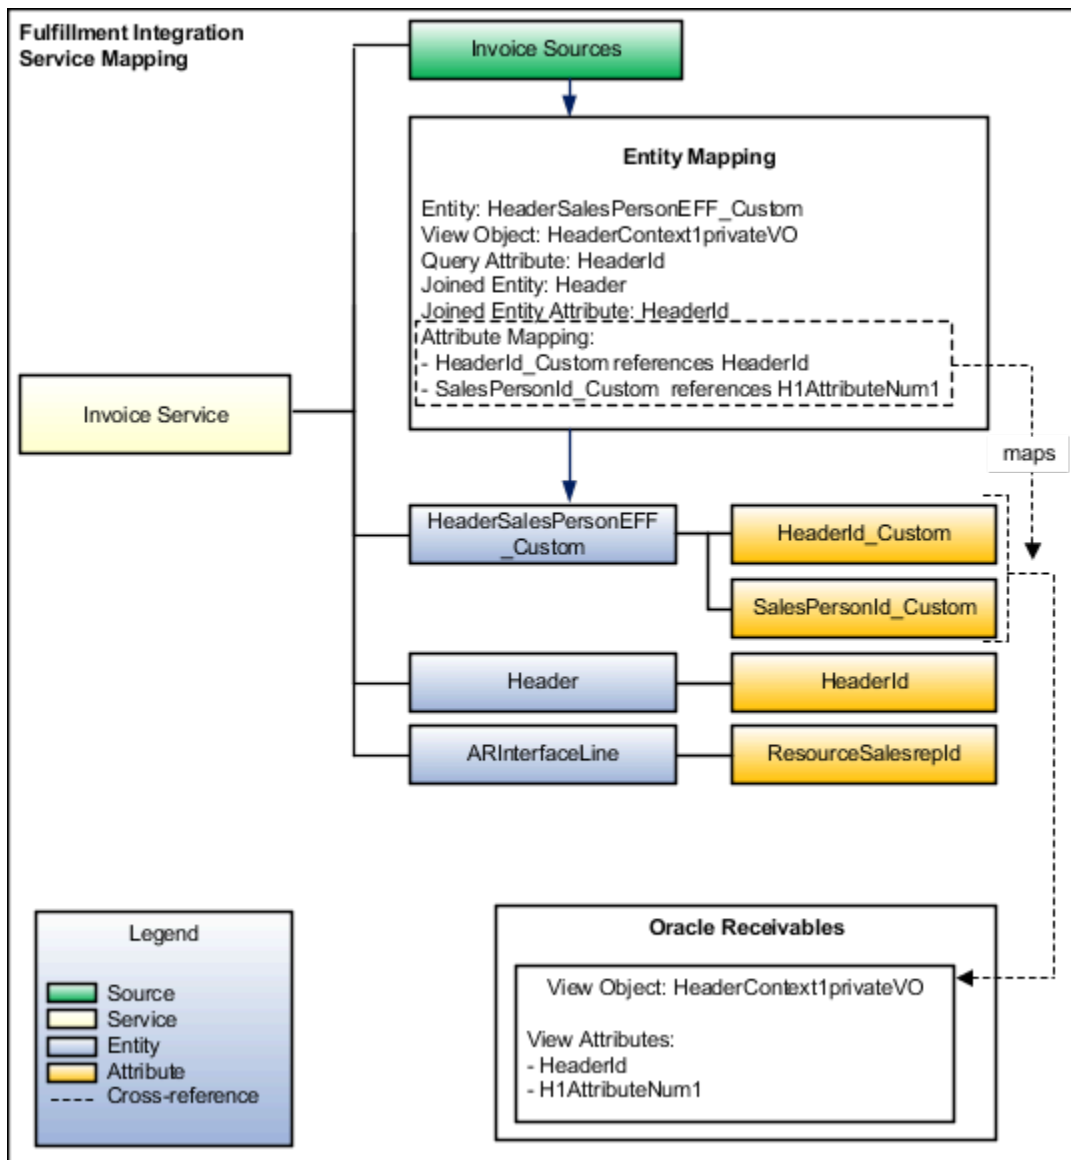 Fulfillment Integration
Service Mapping
Invoice Sources
Entity Mapping
Entity: HeaderSalesPersonEFF_Custom
View Object: HeaderContext1privateVO
Query Attribute: HeaderId
Joined Entity: Header
Joined Entity Attribute: HeaderId
Attribute Mapping:
- HeaderId_Custom references HeaderId
- SalesPersonId_Custom references H1AttributeNum1
Invoice Service
maps
HeaderSalesPersonEFF
_Custom
HeaderId_Custom
SalesPersonId_Custom
Header
HeaderId
ARInterfaceLine
ResourceSalesrepId
Legend
Source
Service
Entity
Attribute
Cross-reference
Oracle Receivables
View Object: HeaderContext1privateVO
View Attributes:
- HeaderId
- H1AttributeNum1